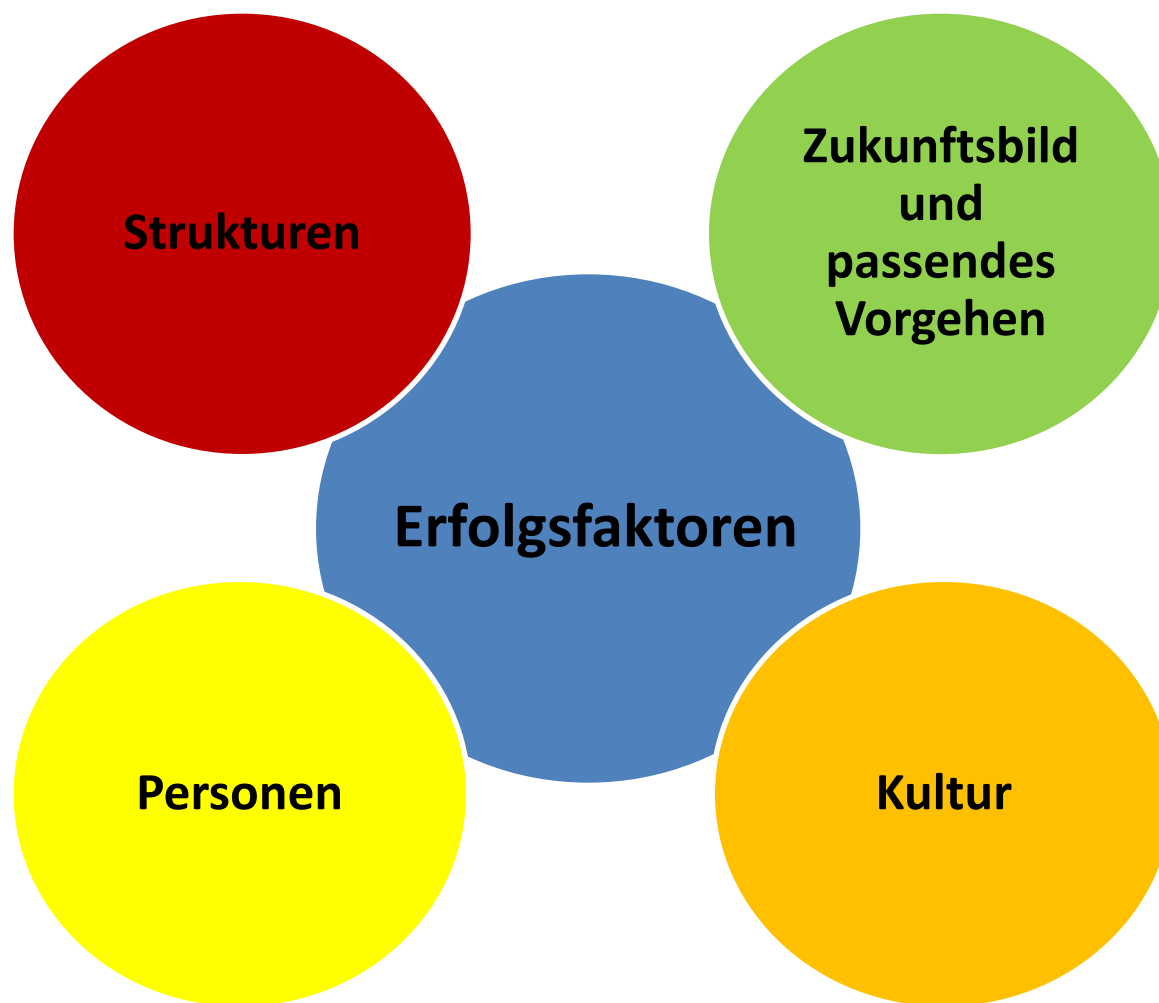 Strukturen
Zukunftsbild
und
passendes
Vorgehen
Erfolgsfaktoren
Personen
Kultur